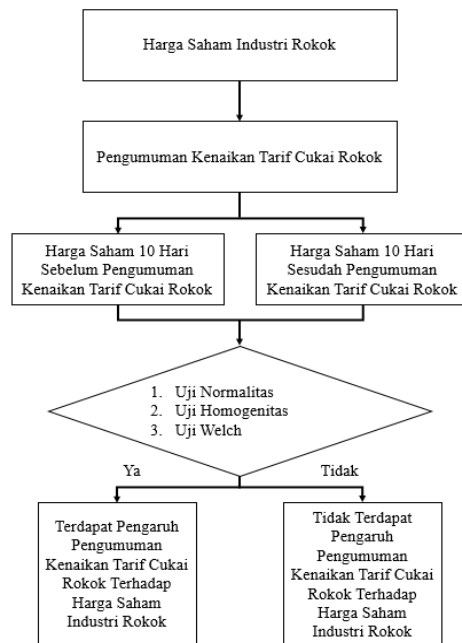 Harga Saham Industri Rokok
Pengumuman Kenaikan Tarif Cukai Rokok
Harga Saham 10 Hari
Sebelum Pengumuman
Kenaikan Tarif Cukai Rokok
Harga Saham 10 Hari
Sesudah Pengumuman
Kenaikan Tarif Cukai Rokok
1. Uji Normalitas
2. Uji Homogenitas
3. Uji Welch
Ya
Tidak
Terdapat Pengaruh
Pengumuman
Kenaikan Tarif Cukai
Rokok Terhadap
Harga Saham
Industri Rokok
Tidak Terdapat
Pengaruh
Pengumuman
Kenaikan Tarif Cukai
Rokok Terhadap
Harga Saham
Industri Rokok